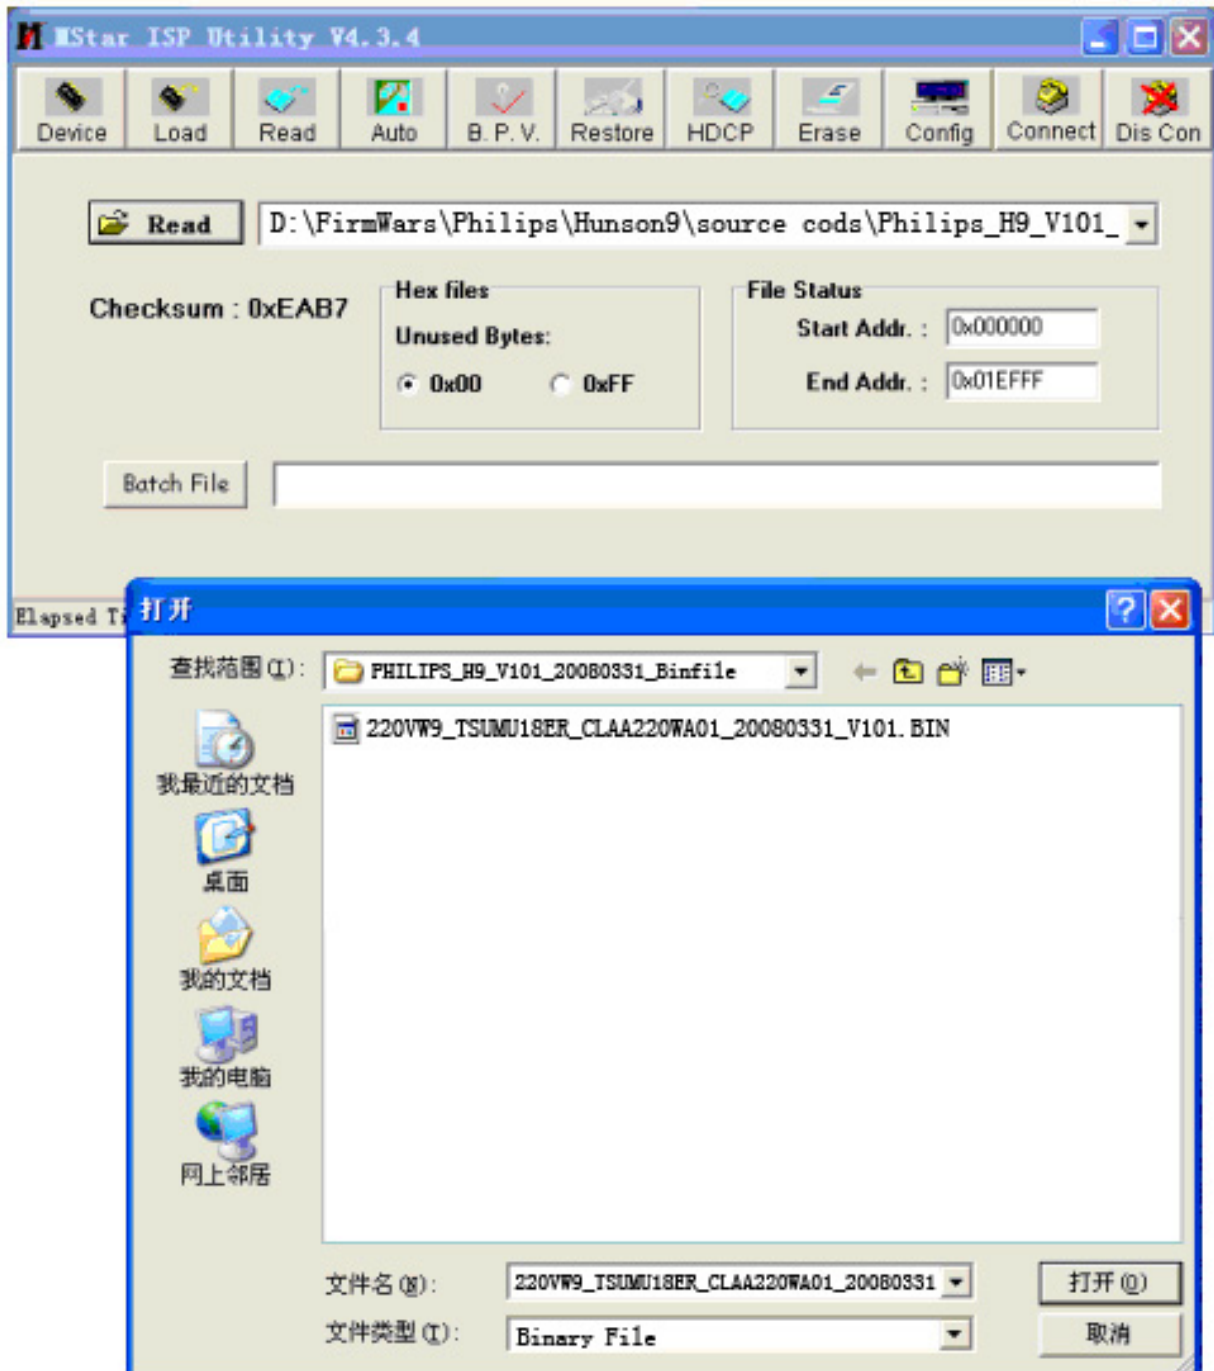 MStar ISP Utility V4.3.4
Device Load Read Auto B.P.V. Restore HDCP Erase Config Connect Dis Con
Read D:\FirmWars\Philips\Hunson9\source cods\Philips_H9_V101_
Checksum : 0xEAB7
Hex files
Unused Bytes:
0x00 0xFF
File Status
Start Addr. : 0x000000
End Addr. : 0x01EFFF
Batch File
Elapsed Ti
打开
查找范围(I): PHILIPS_H9_V101_20080331_Binfile
220VW9_TSUMU18ER_CLAA220WA01_20080331_V101.BIN
我最近的文档
桌面
我的文档
我的电脑
网上邻居
文件名(N): 220VW9_TSUMU18ER_CLAA220WA01_20080331 打开(O)
文件类型(T): Binary File 取消